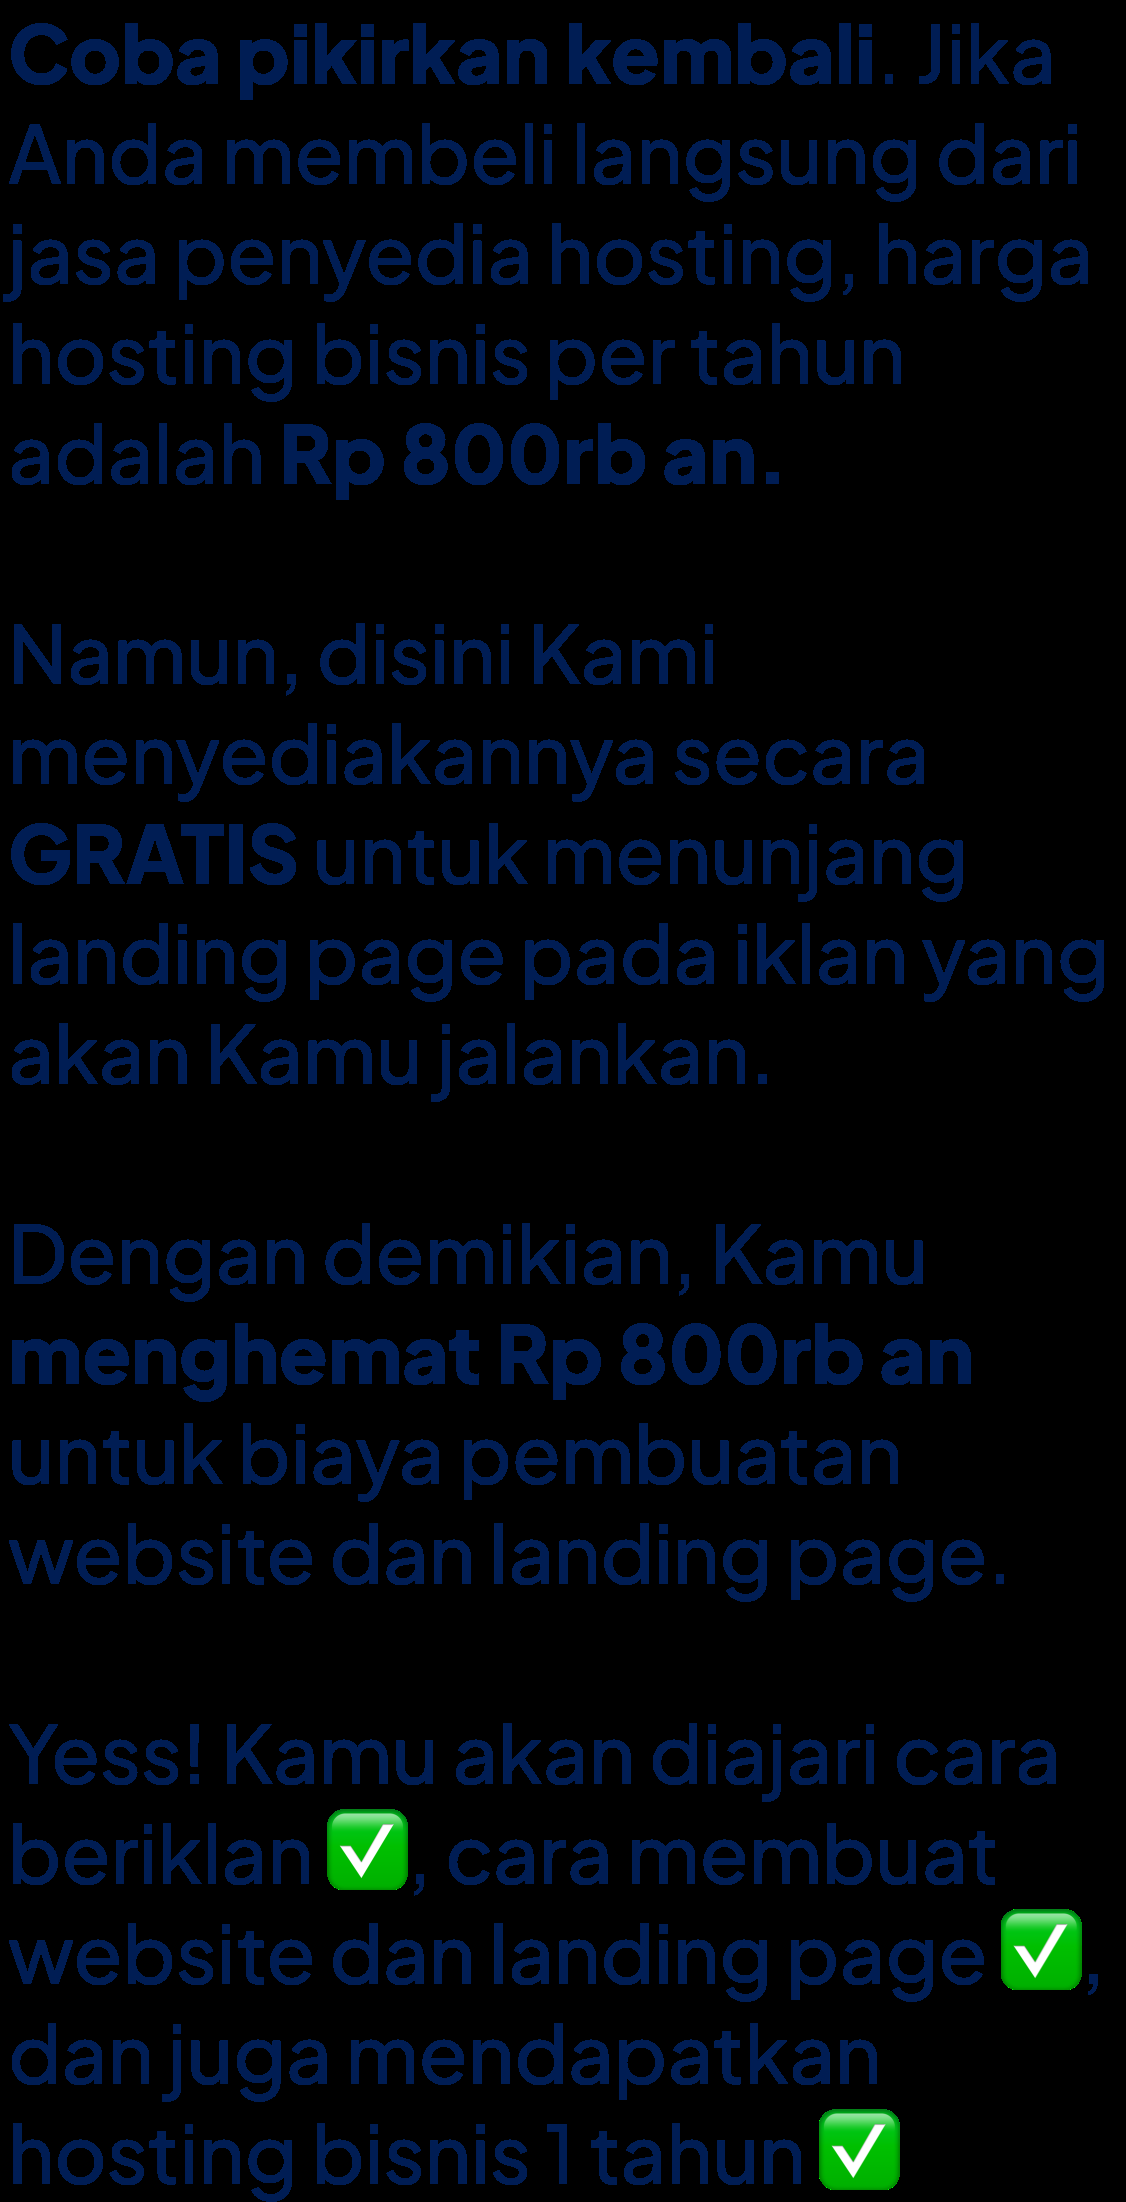 Coba pikirkan kembali. Jika
Anda membeli langsung dari
jasa penyedia hosting, harga
hosting bisnis per tahun
adalah Rp 800rb an.
Namun, disini Kami
menyediakannya secara
GRATIS untuk menunjang
landing page pada iklan yang
akan Kamu jalankan.
Dengan demikian, Kamu
menghemat Rp 800rb an
untuk biaya pembuatan
website dan landing page.
Yess! Kamu akan diajari cara
beriklan ✅, cara membuat
website dan landing page ✅,
dan juga mendapatkan
hosting bisnis 1 tahun ✅